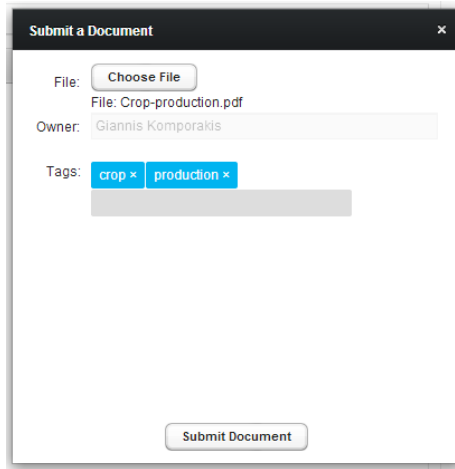 Submit a Document ×
File: Choose File
File: Crop-production.pdf
Owner: Giannis Komporakis
Tags: crop × production ×
Submit Document